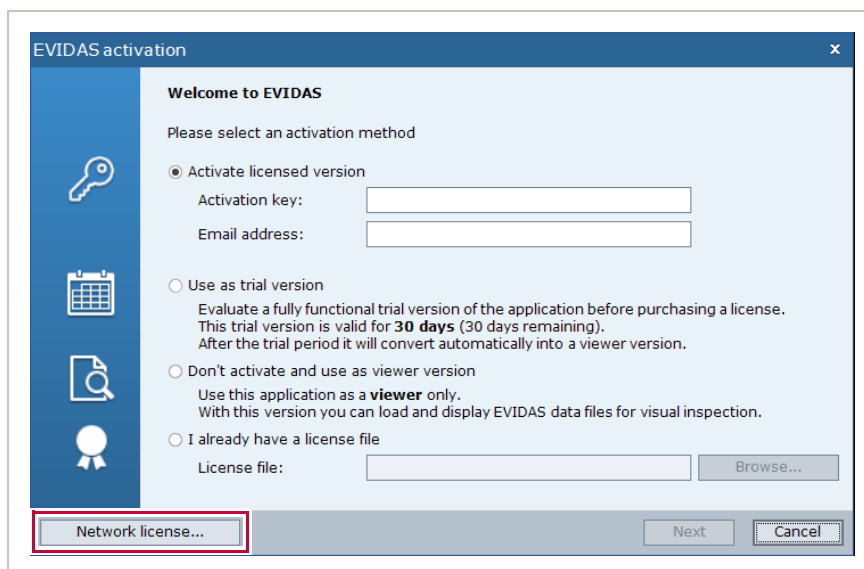 EVIDAS activation x
Welcome to EVIDAS
Please select an activation method
Activate licensed version
Activation key:
Email address:
Use as trial version
Evaluate a fully functional trial version of the application before purchasing a license.
This trial version is valid for 30 days (30 days remaining).
After the trial period it will convert automatically into a viewer version.
Don't activate and use as viewer version
Use this application as a viewer only.
With this version you can load and display EVIDAS data files for visual inspection.
I already have a license file
License file: Browse...
Network license... Next Cancel